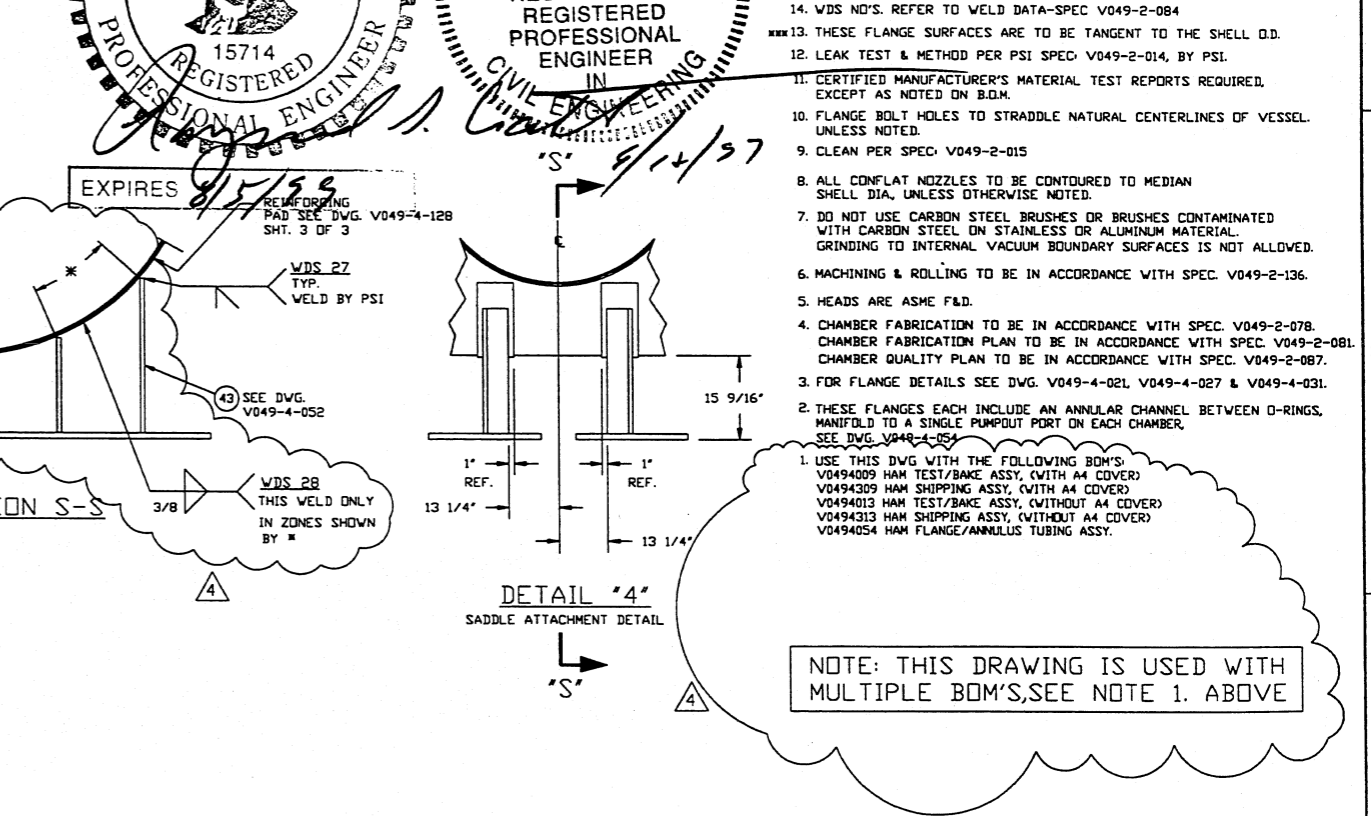 15714
REGISTERED
PROFESSIONAL ENGINEER
EXPIRES 8/5/99
REGISTERED
PROFESSIONAL
ENGINEER
IN
CIVIL ENGINEERING
"S"
REINFORCING
PAD SEE DWG. V049-4-128
SHT. 3 OF 3
*
WDS 27
TYP.
WELD BY PSI
43 SEE DWG.
V049-4-052
WDS 28
3/8
THIS WELD ONLY
IN ZONES SHOWN
BY *
ION S-S
4
℄
15 9/16"
1"
REF.
1"
REF.
13 1/4"
13 1/4"
DETAIL "4"
SADDLE ATTACHMENT DETAIL
"S"
4
14. WDS NO'S. REFER TO WELD DATA-SPEC V049-2-084
***13. THESE FLANGE SURFACES ARE TO BE TANGENT TO THE SHELL O.D.
12. LEAK TEST & METHOD PER PSI SPEC: V049-2-014, BY PSI.
11. CERTIFIED MANUFACTURER'S MATERIAL TEST REPORTS REQUIRED,
EXCEPT AS NOTED ON B.O.M.
10. FLANGE BOLT HOLES TO STRADDLE NATURAL CENTERLINES OF VESSEL.
UNLESS NOTED.
9. CLEAN PER SPEC: V049-2-015
8. ALL CONFLAT NOZZLES TO BE CONTOURED TO MEDIAN
SHELL DIA., UNLESS OTHERWISE NOTED.
7. DO NOT USE CARBON STEEL BRUSHES OR BRUSHES CONTAMINATED
WITH CARBON STEEL ON STAINLESS OR ALUMINUM MATERIAL.
GRINDING TO INTERNAL VACUUM BOUNDARY SURFACES IS NOT ALLOWED.
6. MACHINING & ROLLING TO BE IN ACCORDANCE WITH SPEC. V049-2-136.
5. HEADS ARE ASME F&D.
4. CHAMBER FABRICATION TO BE IN ACCORDANCE WITH SPEC. V049-2-078.
CHAMBER FABRICATION PLAN TO BE IN ACCORDANCE WITH SPEC. V049-2-081.
CHAMBER QUALITY PLAN TO BE IN ACCORDANCE WITH SPEC. V049-2-087.
3. FOR FLANGE DETAILS SEE DWG. V049-4-021, V049-4-027 & V049-4-031.
2. THESE FLANGES EACH INCLUDE AN ANNULAR CHANNEL BETWEEN O-RINGS,
MANIFOLD TO A SINGLE PUMPOUT PORT ON EACH CHAMBER,
SEE DWG. V049-4-054
1. USE THIS DWG WITH THE FOLLOWING BOM'S:
V0494009 HAM TEST/BAKE ASSY, (WITH A4 COVER)
V0494309 HAM SHIPPING ASSY, (WITH A4 COVER)
V0494013 HAM TEST/BAKE ASSY, (WITHOUT A4 COVER)
V0494313 HAM SHIPPING ASSY, (WITHOUT A4 COVER)
V0494054 HAM FLANGE/ANNULUS TUBING ASSY.
NOTE: THIS DRAWING IS USED WITH
MULTIPLE BOM'S,SEE NOTE 1. ABOVE